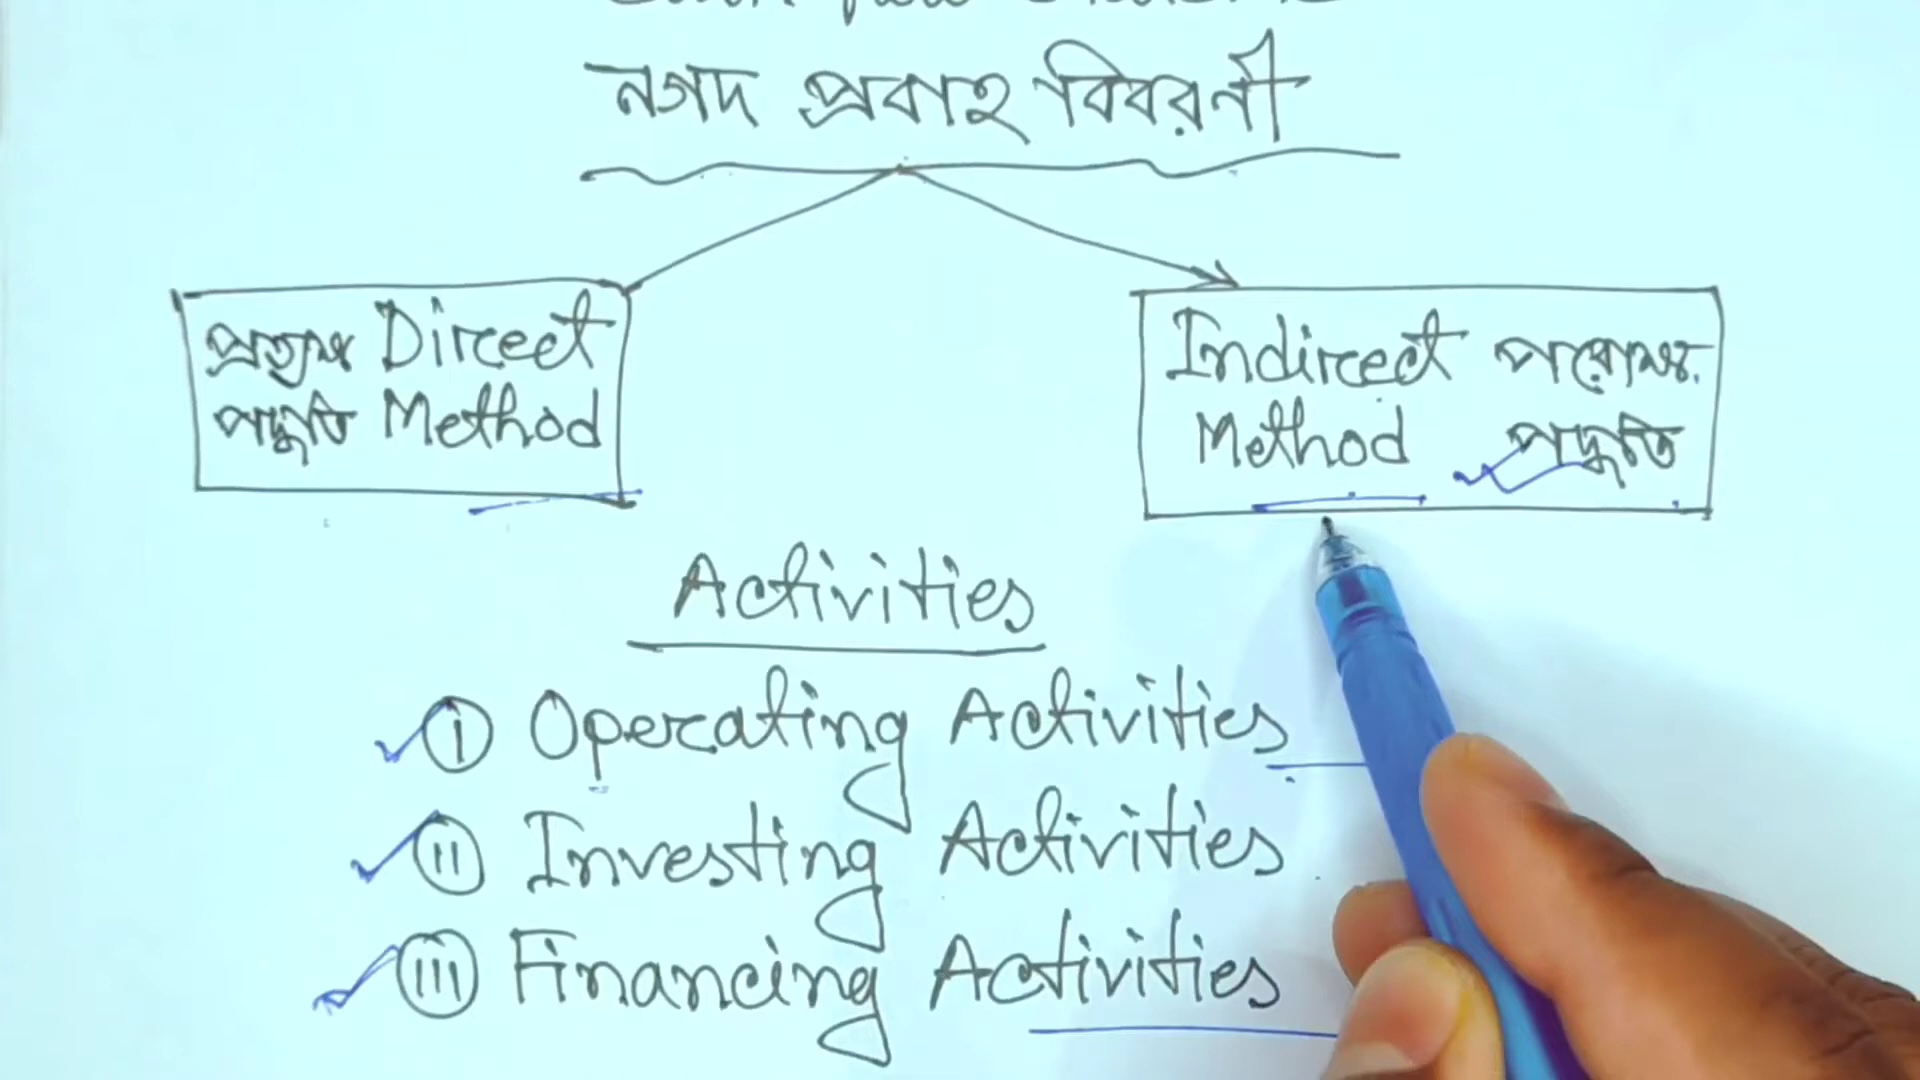 নগদ প্রবাহ বিবরনী
প্রত্যক্ষ Direct
পদ্ধতি Method
Indirect পরোক্ষ
Method পদ্ধতি
Activities
i Operating Activities
ii Investing Activities
iii Financing Activities